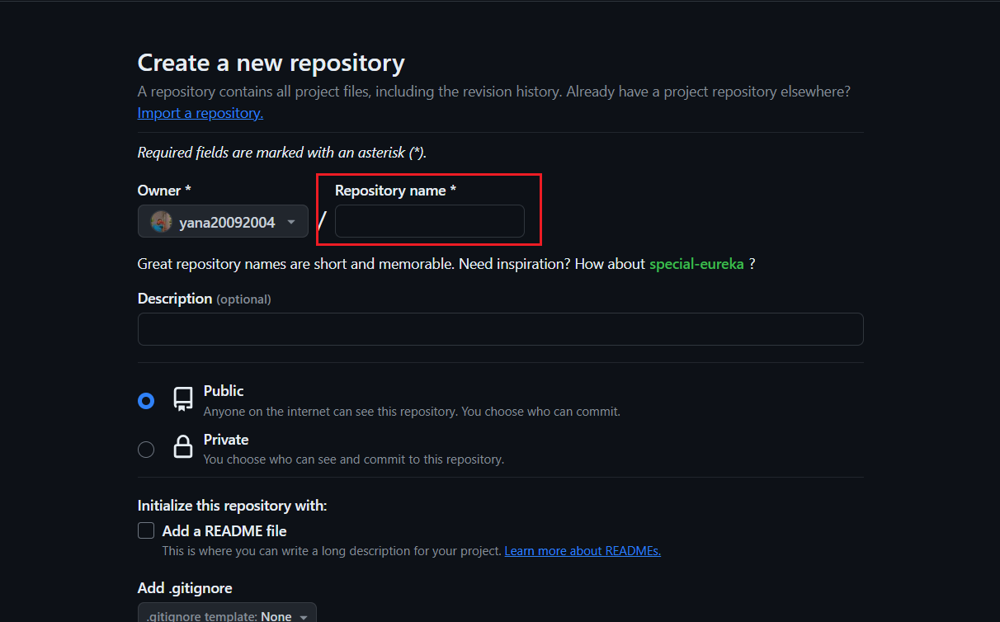 Create a new repository
A repository contains all project files, including the revision history. Already have a project repository elsewhere?
Import a repository.
Required fields are marked with an asterisk (*).
Owner *
Repository name *
yana20092004
/
Great repository names are short and memorable. Need inspiration? How about special-eureka ?
Description (optional)
Public
Anyone on the internet can see this repository. You choose who can commit.
Private
You choose who can see and commit to this repository.
Initialize this repository with:
Add a README file
This is where you can write a long description for your project. Learn more about READMEs.
Add .gitignore
.gitignore template: None